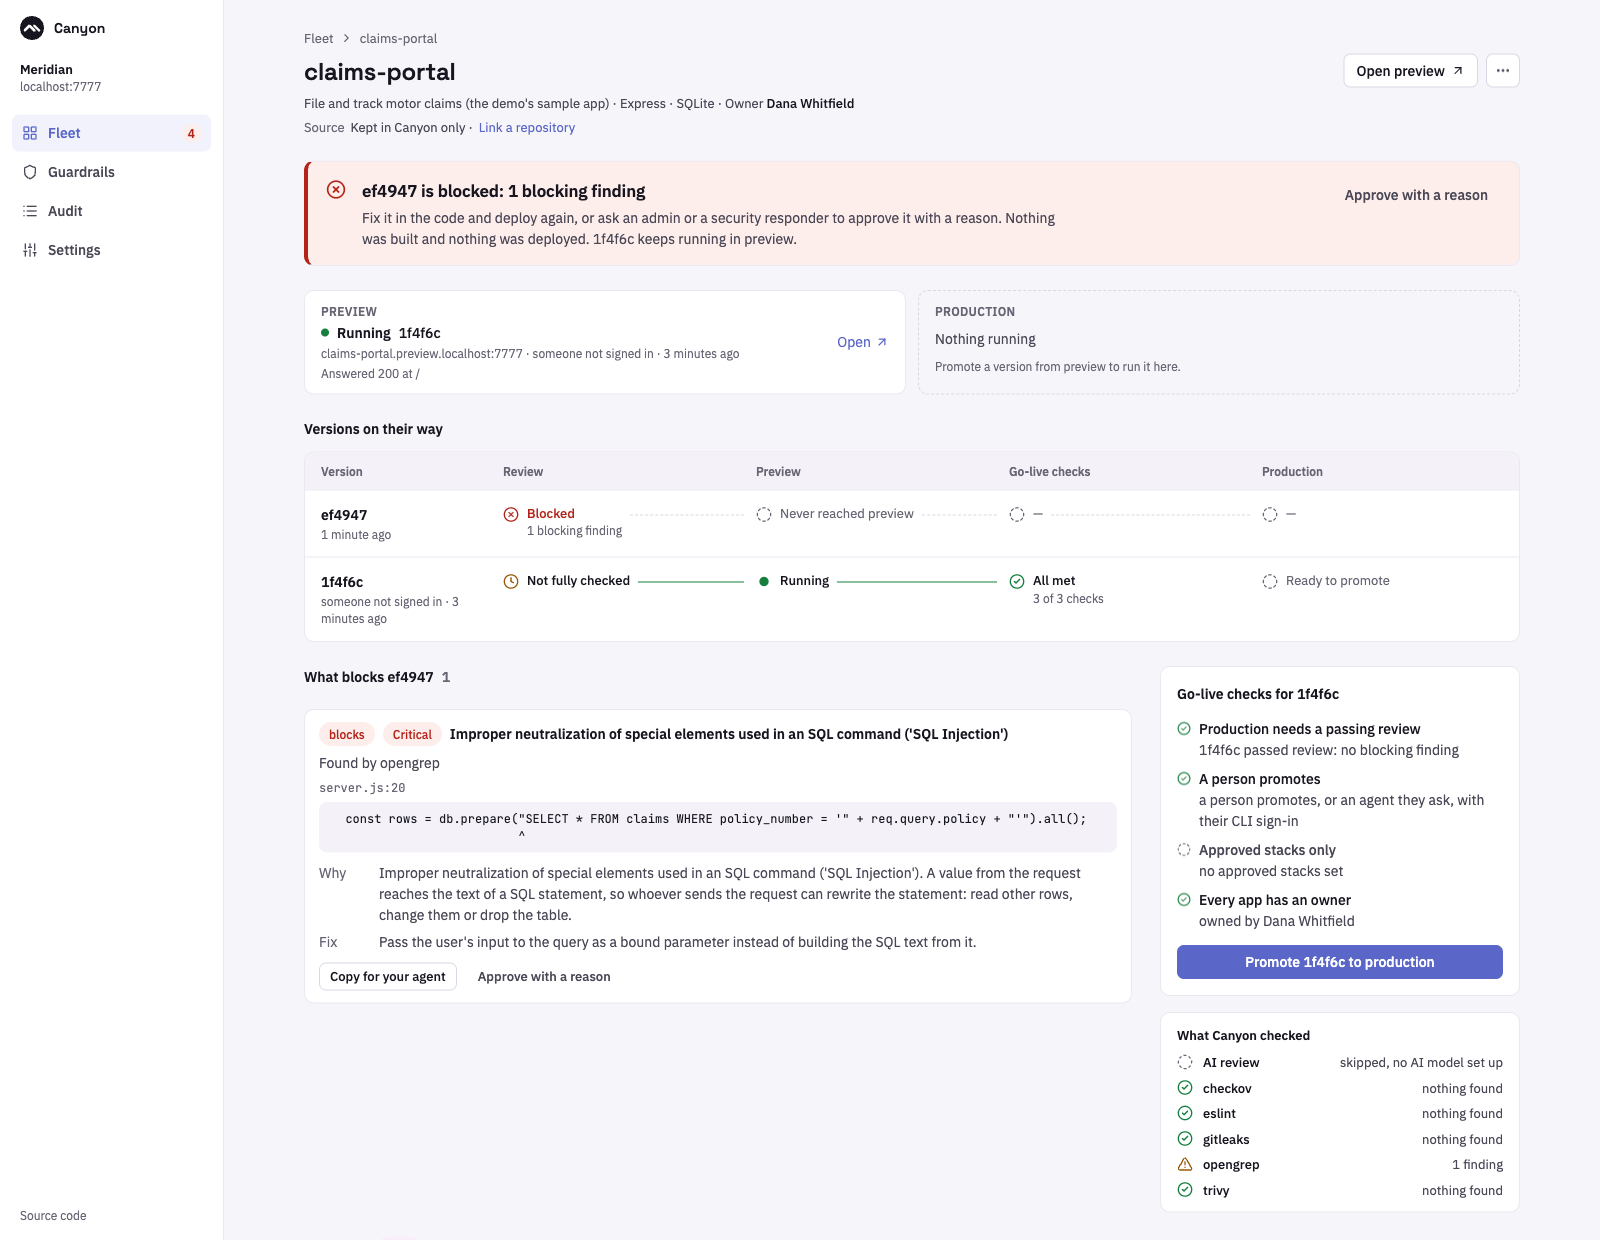 Canyon
Meridian
localhost:7777
Fleet 4
Guardrails
Audit
Settings
Source code
Fleet > claims-portal
claims-portal
Open preview
File and track motor claims (the demo's sample app) · Express · SQLite · Owner Dana Whitfield
Source Kept in Canyon only · Link a repository
ef4947 is blocked: 1 blocking finding
Approve with a reason
Fix it in the code and deploy again, or ask an admin or a security responder to approve it with a reason. Nothing
was built and nothing was deployed. 1f4f6c keeps running in preview.
PREVIEW
Running 1f4f6c
claims-portal.preview.localhost:7777 · someone not signed in · 3 minutes ago
Answered 200 at /
Open
PRODUCTION
Nothing running
Promote a version from preview to run it here.
Versions on their way
Version Review Preview Go-live checks Production
ef4947 Blocked Never reached preview — —
1 minute ago 1 blocking finding
1f4f6c Not fully checked Running All met Ready to promote
someone not signed in · 3 3 of 3 checks
minutes ago
What blocks ef4947 1
blocks Critical Improper neutralization of special elements used in an SQL command ('SQL Injection')
Found by opengrep
server.js:20
const rows = db.prepare("SELECT * FROM claims WHERE policy_number = '" + req.query.policy + "'").all();
^
Why Improper neutralization of special elements used in an SQL command ('SQL Injection'). A value from the request
reaches the text of a SQL statement, so whoever sends the request can rewrite the statement: read other rows,
change them or drop the table.
Fix Pass the user's input to the query as a bound parameter instead of building the SQL text from it.
Copy for your agent Approve with a reason
Go-live checks for 1f4f6c
Production needs a passing review
1f4f6c passed review: no blocking finding
A person promotes
a person promotes, or an agent they ask, with
their CLI sign-in
Approved stacks only
no approved stacks set
Every app has an owner
owned by Dana Whitfield
Promote 1f4f6c to production
What Canyon checked
AI review skipped, no AI model set up
checkov nothing found
eslint nothing found
gitleaks nothing found
opengrep 1 finding
trivy nothing found